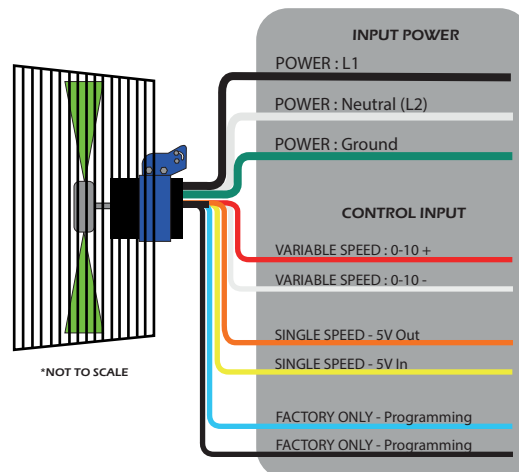 INPUT POWER
POWER : L1
POWER : Neutral (L2)
POWER : Ground
CONTROL INPUT
VARIABLE SPEED : 0-10 +
VARIABLE SPEED : 0-10 -
SINGLE SPEED - 5V Out
SINGLE SPEED - 5V In
FACTORY ONLY - Programming
FACTORY ONLY - Programming
*NOT TO SCALE